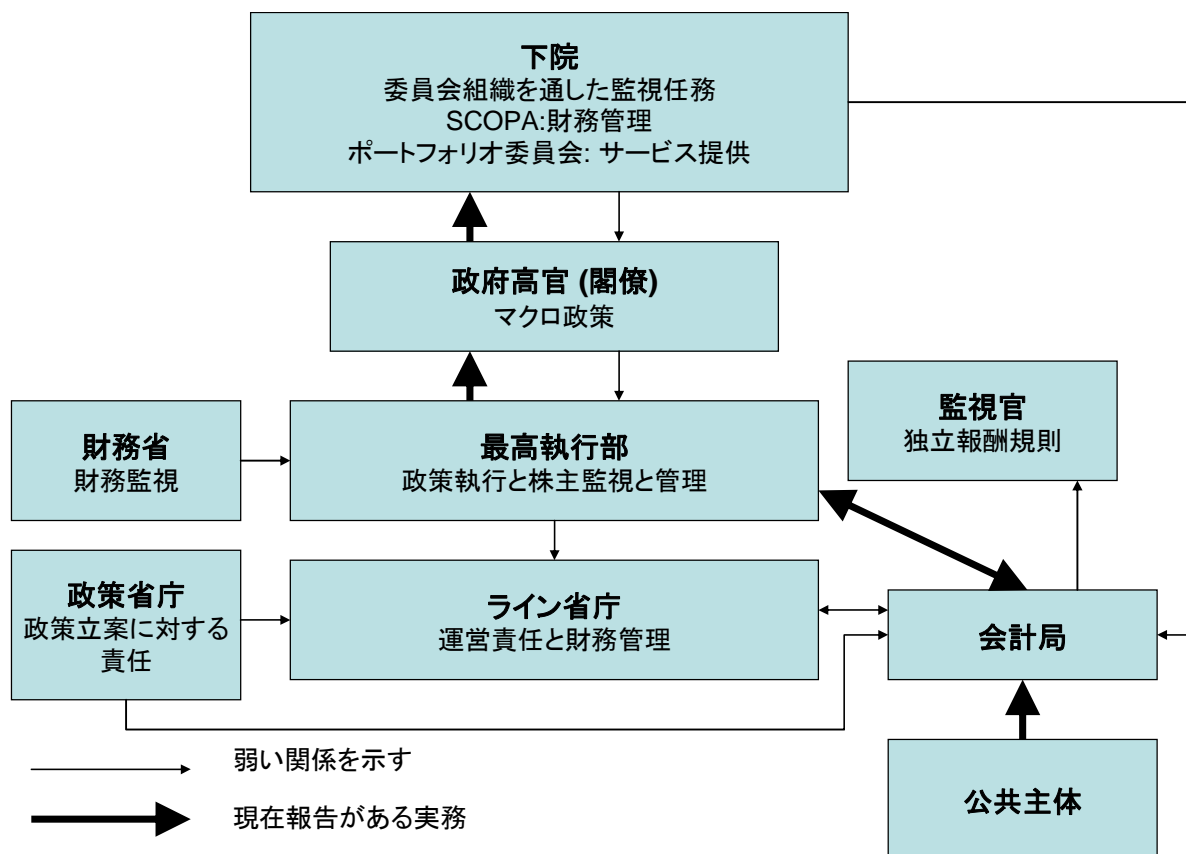 下院
委員会組織を通した監視任務
SCOPA:財務管理
ポートフォリオ委員会: サービス提供
政府高官 (閣僚)
マクロ政策
財務省
財務監視
最高執行部
政策執行と株主監視と管理
監視官
独立報酬規則
政策省庁
政策立案に対する
責任
ライン省庁
運営責任と財務管理
会計局
公共主体
弱い関係を示す
現在報告がある実務